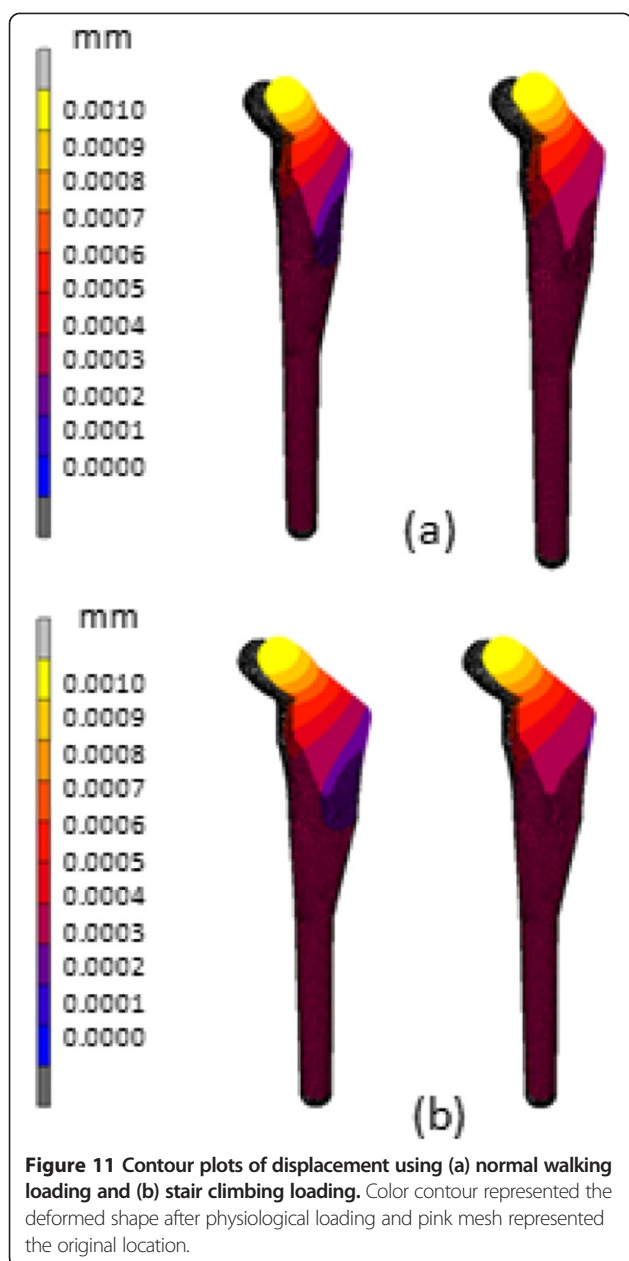 mm
0.0010
0.0009
0.0008
0.0007
0.0006
0.0005
0.0004
0.0003
0.0002
0.0001
0.0000
(a)
mm
0.0010
0.0009
0.0008
0.0007
0.0006
0.0005
0.0004
0.0003
0.0002
0.0001
0.0000
(b)
Figure 11 Contour plots of displacement using (a) normal walking
loading and (b) stair climbing loading. Color contour represented the
deformed shape after physiological loading and pink mesh represented
the original location.